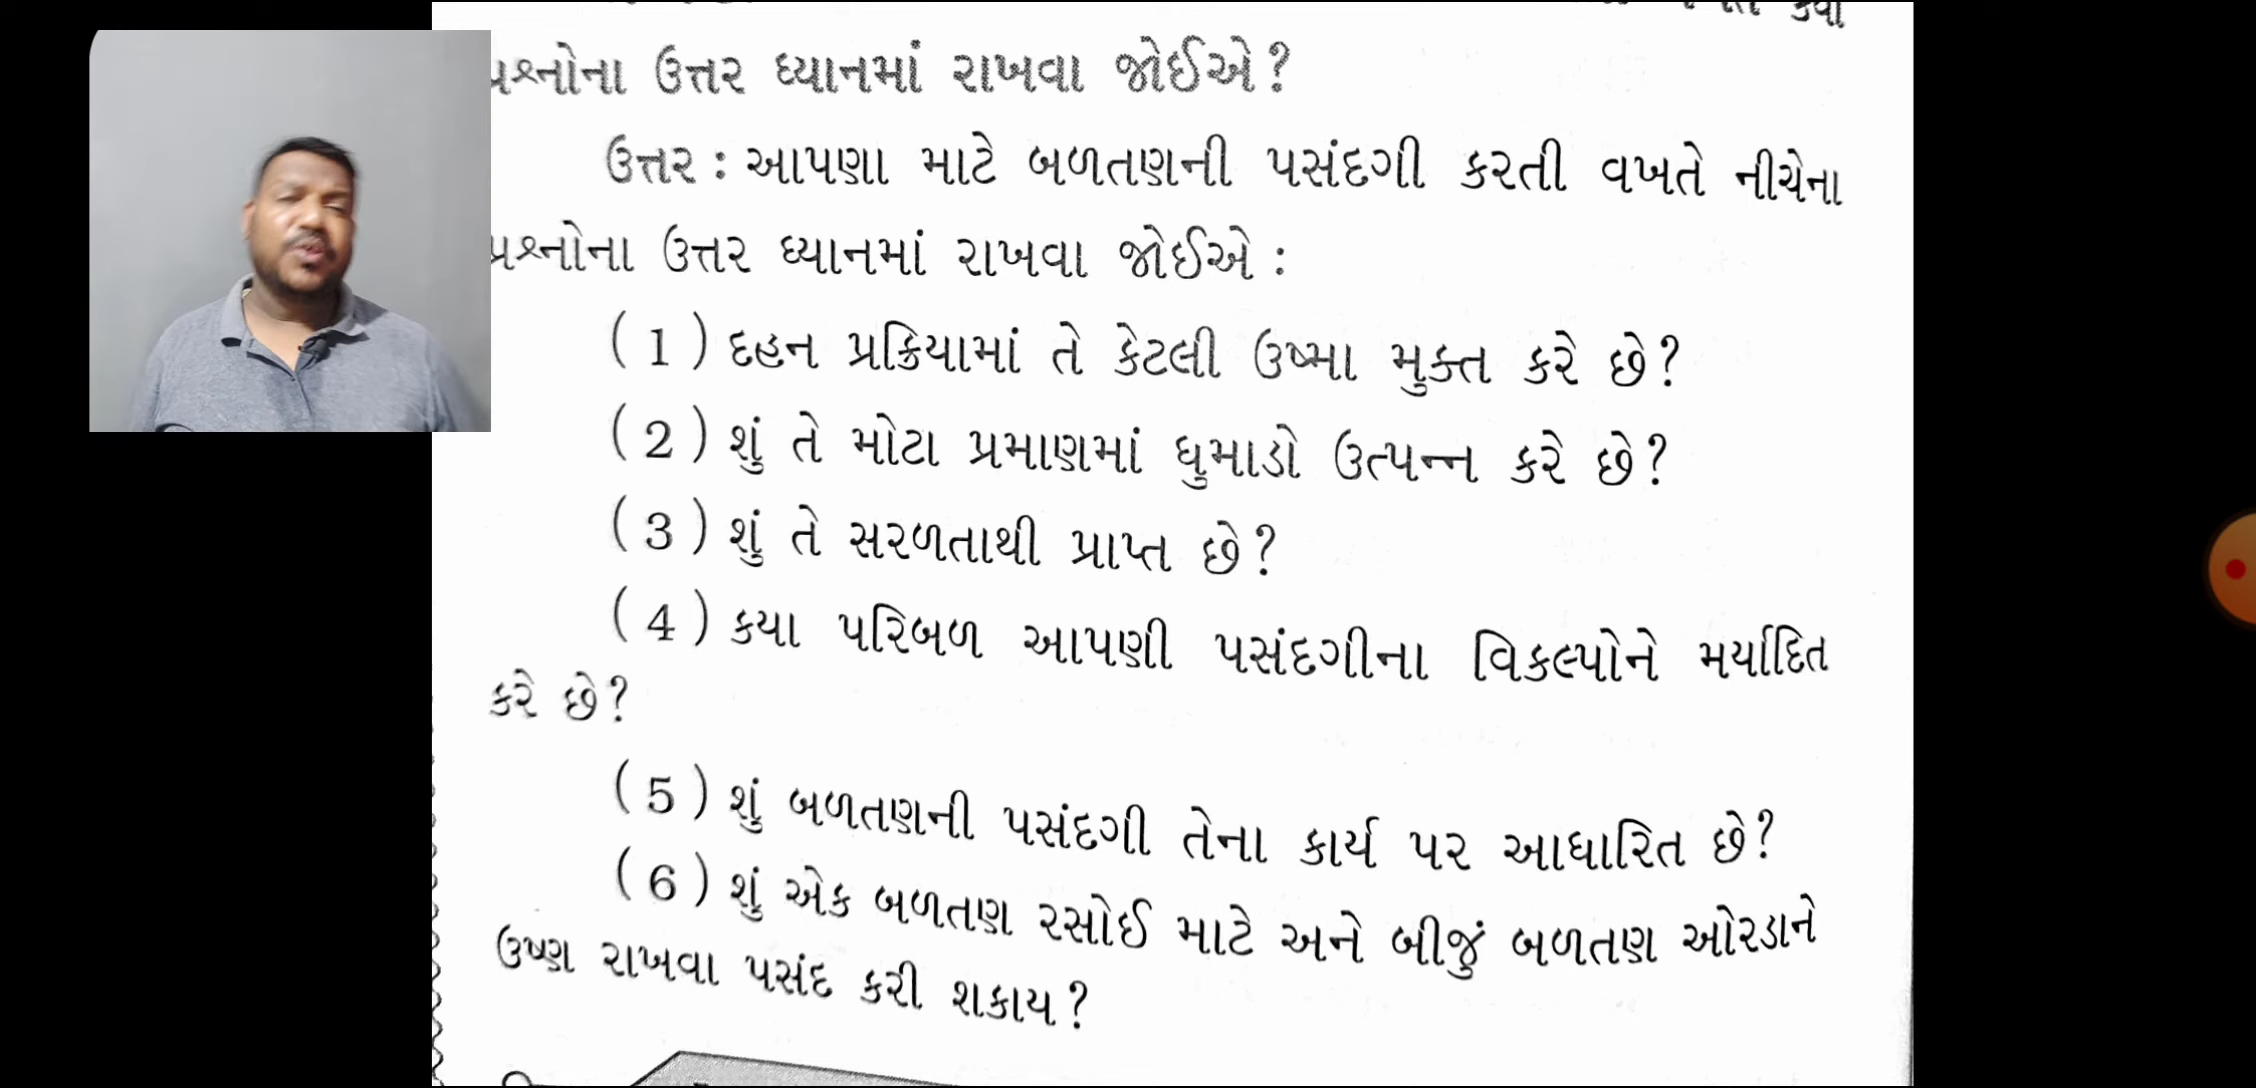 પ્રશ્નોના ઉત્તર ધ્યાનમાં રાખવા જોઈએ?
ઉત્તર : આપણા માટે બળતણની પસંદગી કરતી વખતે નીચેના
પ્રશ્નોના ઉત્તર ધ્યાનમાં રાખવા જોઈએ :
(1) દહન પ્રક્રિયામાં તે કેટલી ઉષ્મા મુક્ત કરે છે?
(2) શું તે મોટા પ્રમાણમાં ધુમાડો ઉત્પન્ન કરે છે?
(3) શું તે સરળતાથી પ્રાપ્ત છે?
(4) કયા પરિબળ આપણી પસંદગીના વિકલ્પોને મર્યાદિત
કરે છે?
(5) શું બળતણની પસંદગી તેના કાર્ય પર આધારિત છે?
(6) શું એક બળતણ રસોઈ માટે અને બીજું બળતણ ઓરડાને
ઉષ્ણ રાખવા પસંદ કરી શકાય?